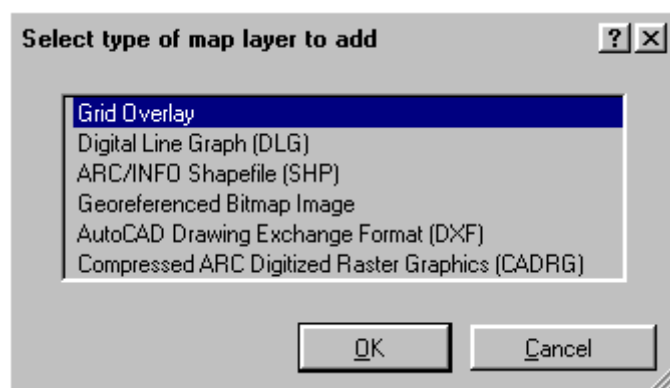 Select type of map layer to add ? X
Grid Overlay
Digital Line Graph (DLG)
ARC/INFO Shapefile (SHP)
Georeferenced Bitmap Image
AutoCAD Drawing Exchange Format (DXF)
Compressed ARC Digitized Raster Graphics (CADRG)
OK Cancel